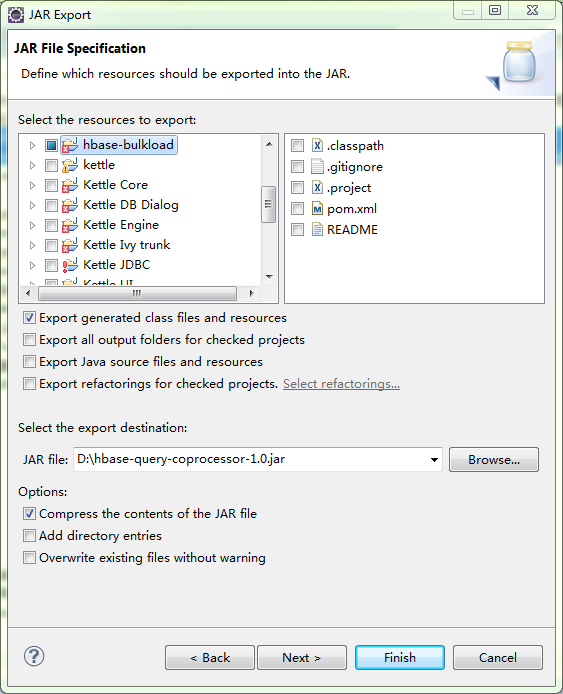 JAR Export
JAR File Specification
Define which resources should be exported into the JAR.
Select the resources to export:
hbase-bulkload
kettle
Kettle Core
Kettle DB Dialog
Kettle Engine
Kettle Ivy trunk
Kettle JDBC
Kettle UI
.classpath
.gitignore
.project
pom.xml
README
Export generated class files and resources
Export all output folders for checked projects
Export Java source files and resources
Export refactorings for checked projects. Select refactorings...
Select the export destination:
JAR file: D:\hbase-query-coprocessor-1.0.jar Browse...
Options:
Compress the contents of the JAR file
Add directory entries
Overwrite existing files without warning
? < Back Next > Finish Cancel